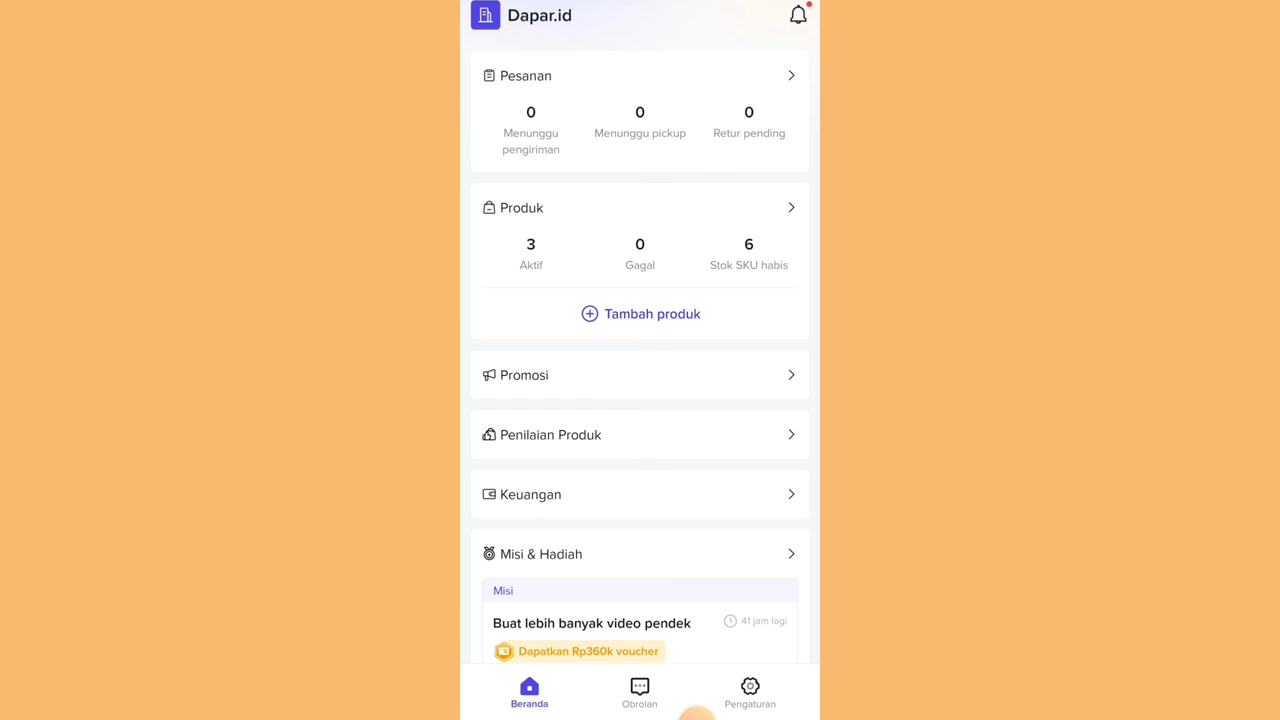 Dapar.id
Pesanan
0 0 0
Menunggu pengiriman Menunggu pickup Retur pending
Produk
3 0 6
Aktif Gagal Stok SKU habis
Tambah produk
Promosi
Penilaian Produk
Keuangan
Misi & Hadiah
Misi
Buat lebih banyak video pendek 41 jam lagi
Dapatkan Rp360k voucher
Beranda Obrolan Pengaturan